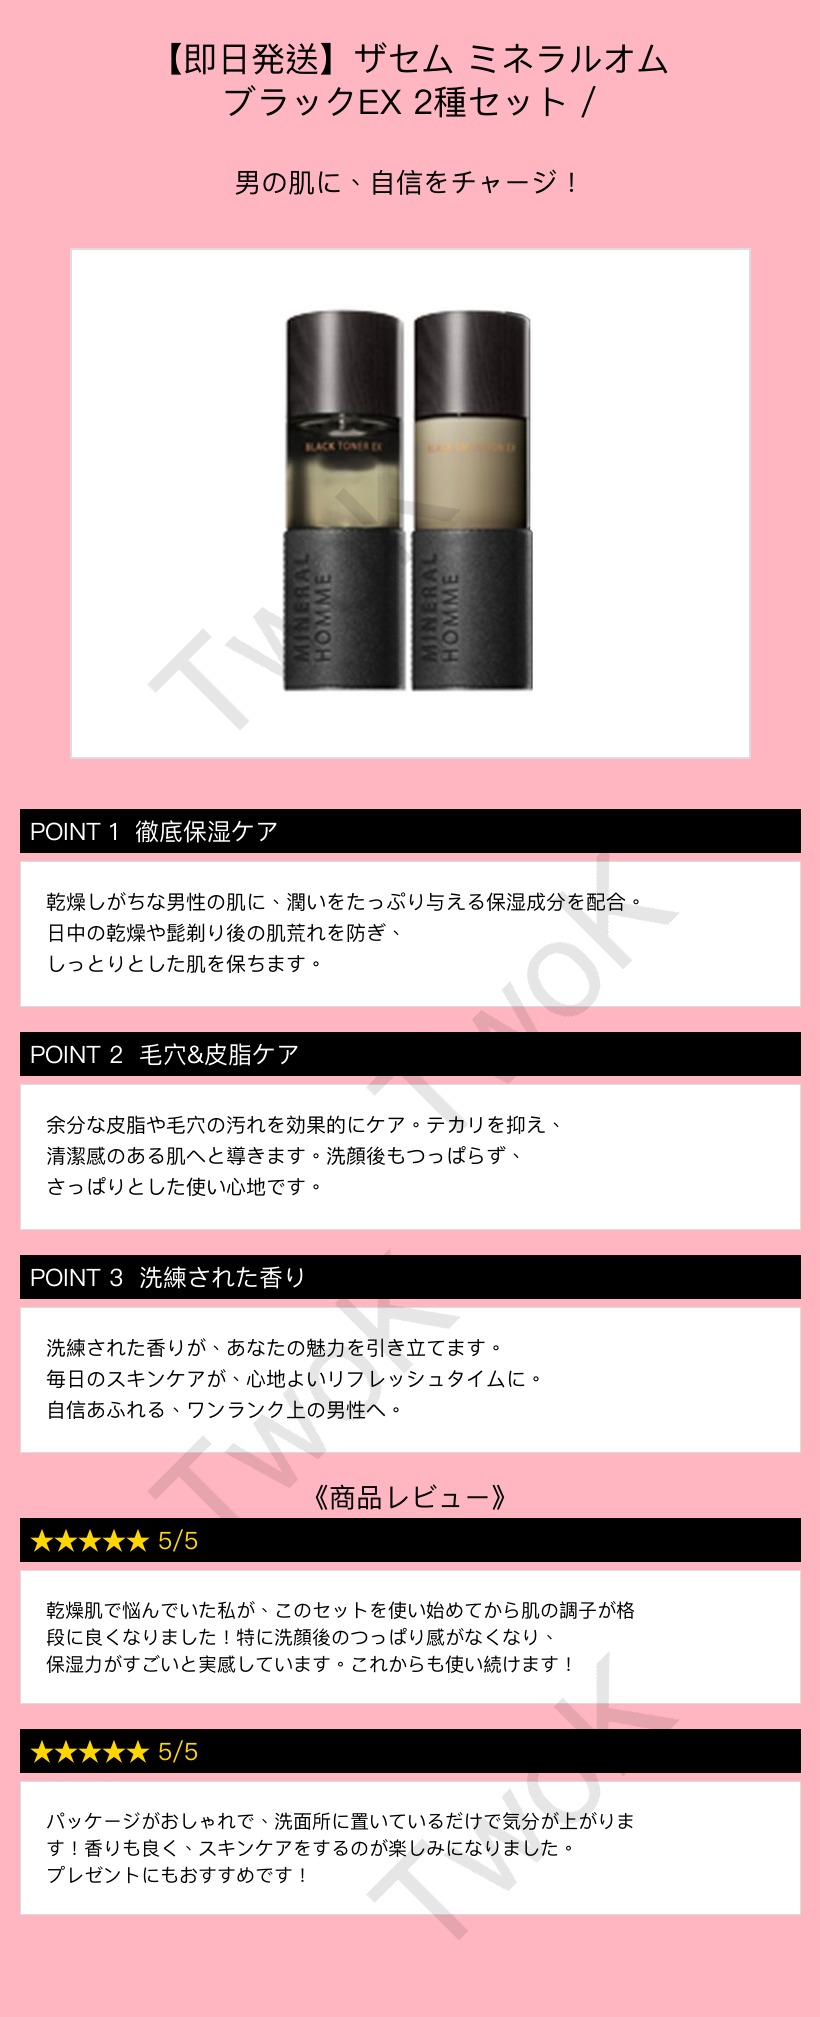 【即日発送】ザセム ミネラルオム
ブラックEX 2種セット /
男の肌に、自信をチャージ！
BLACK TONER EX
MINERAL
HOMME
MINERAL
HOMME
TwoK
POINT 1 徹底保湿ケア
乾燥しがちな男性の肌に、潤いをたっぷり与える保湿成分を配合。
日中の乾燥や髭剃り後の肌荒れを防ぎ、
しっとりとした肌を保ちます。
TwoK
POINT 2 毛穴&皮脂ケア
余分な皮脂や毛穴の汚れを効果的にケア。テカリを抑え、
清潔感のある肌へと導きます。洗顔後もつっぱらず、
さっぱりとした使い心地です。
POINT 3 洗練された香り
洗練された香りが、あなたの魅力を引き立てます。
毎日のスキンケアが、心地よいリフレッシュタイムに。
自信あふれる、ワンランク上の男性へ。
TwoK
《商品レビュー》
★★★★★ 5/5
乾燥肌で悩んでいた私が、このセットを使い始めてから肌の調子が格
段に良くなりました！特に洗顔後のつっぱり感がなくなり、
保湿力がすごいと実感しています。これからも使い続けます！
★★★★★ 5/5
パッケージがおしゃれで、洗面所に置いているだけで気分が上がりま
す！香りも良く、スキンケアをするのが楽しみになりました。
プレゼントにもおすすめです！
TwoK